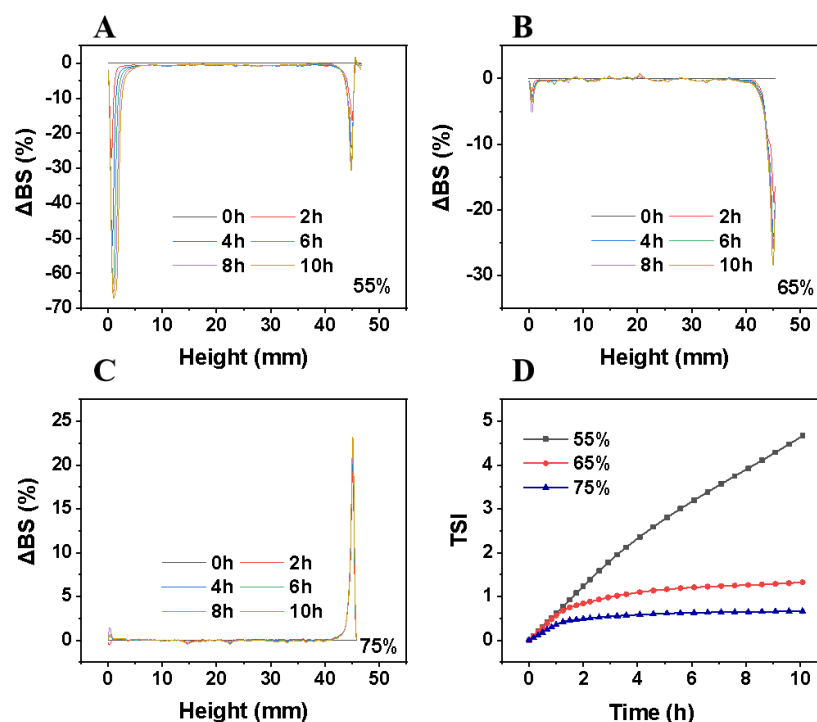 A
0
-10
-20
-30
-40
-50
-60
-70
ΔBS (%)
0h 2h
4h 6h
8h 10h
55%
0 10 20 30 40 50
Height (mm)
B
0
-10
-20
-30
ΔBS (%)
0h 2h
4h 6h
8h 10h
65%
0 10 20 30 40 50
Height (mm)
C
25
20
15
10
5
0
ΔBS (%)
0h 2h
4h 6h
8h 10h
75%
0 10 20 30 40 50
Height (mm)
D
5
4
3
2
1
0
TSI
55%
65%
75%
0 2 4 6 8 10
Time (h)